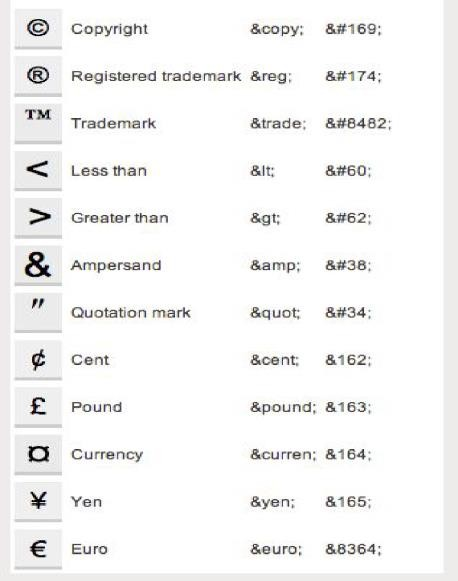 © Copyright &copy; &#169;
® Registered trademark &reg; &#174;
™ Trademark &trade; &#8482;
< Less than &lt; &#60;
> Greater than &gt; &#62;
& Ampersand &amp; &#38;
" Quotation mark &quot; &#34;
¢ Cent &cent; &162;
£ Pound &pound; &163;
¤ Currency &curren; &164;
¥ Yen &yen; &165;
€ Euro &euro; &8364;